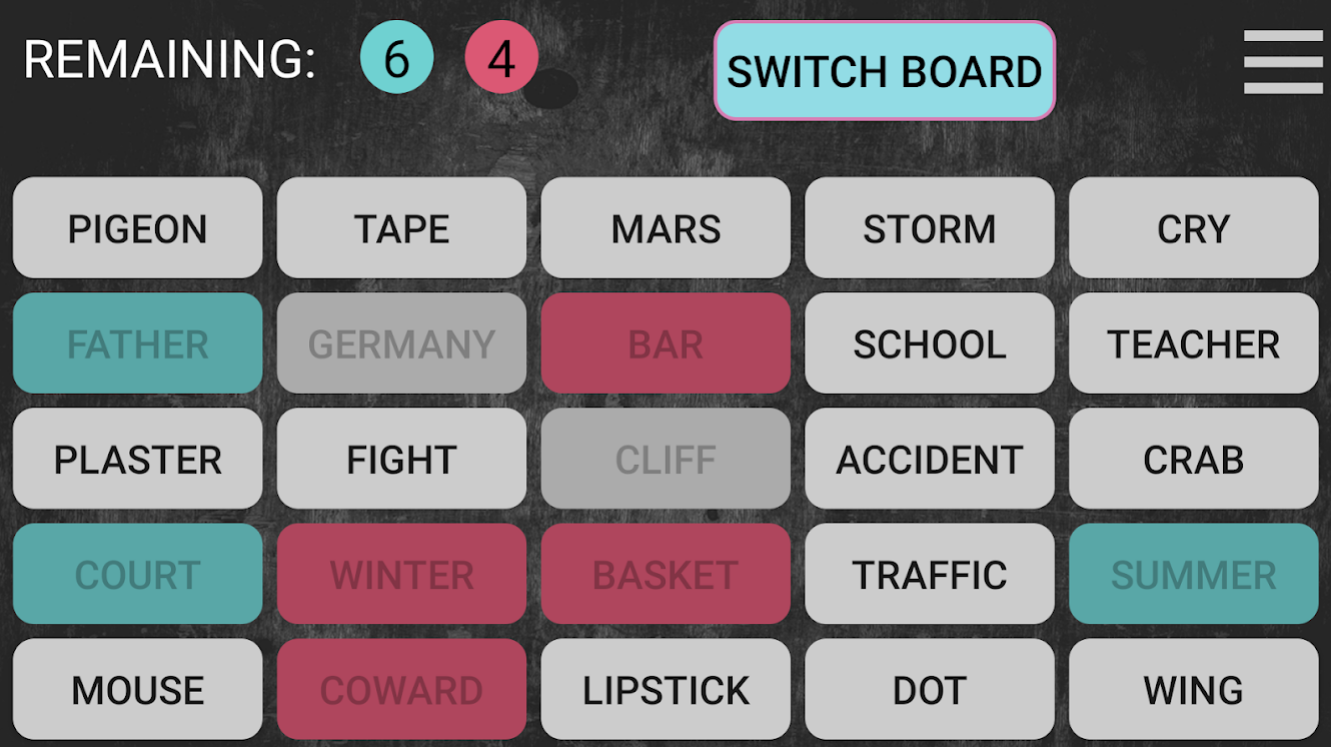 REMAINING: 6 4 SWITCH BOARD
PIGEON TAPE MARS STORM CRY
FATHER GERMANY BAR SCHOOL TEACHER
PLASTER FIGHT CLIFF ACCIDENT CRAB
COURT WINTER BASKET TRAFFIC SUMMER
MOUSE COWARD LIPSTICK DOT WING